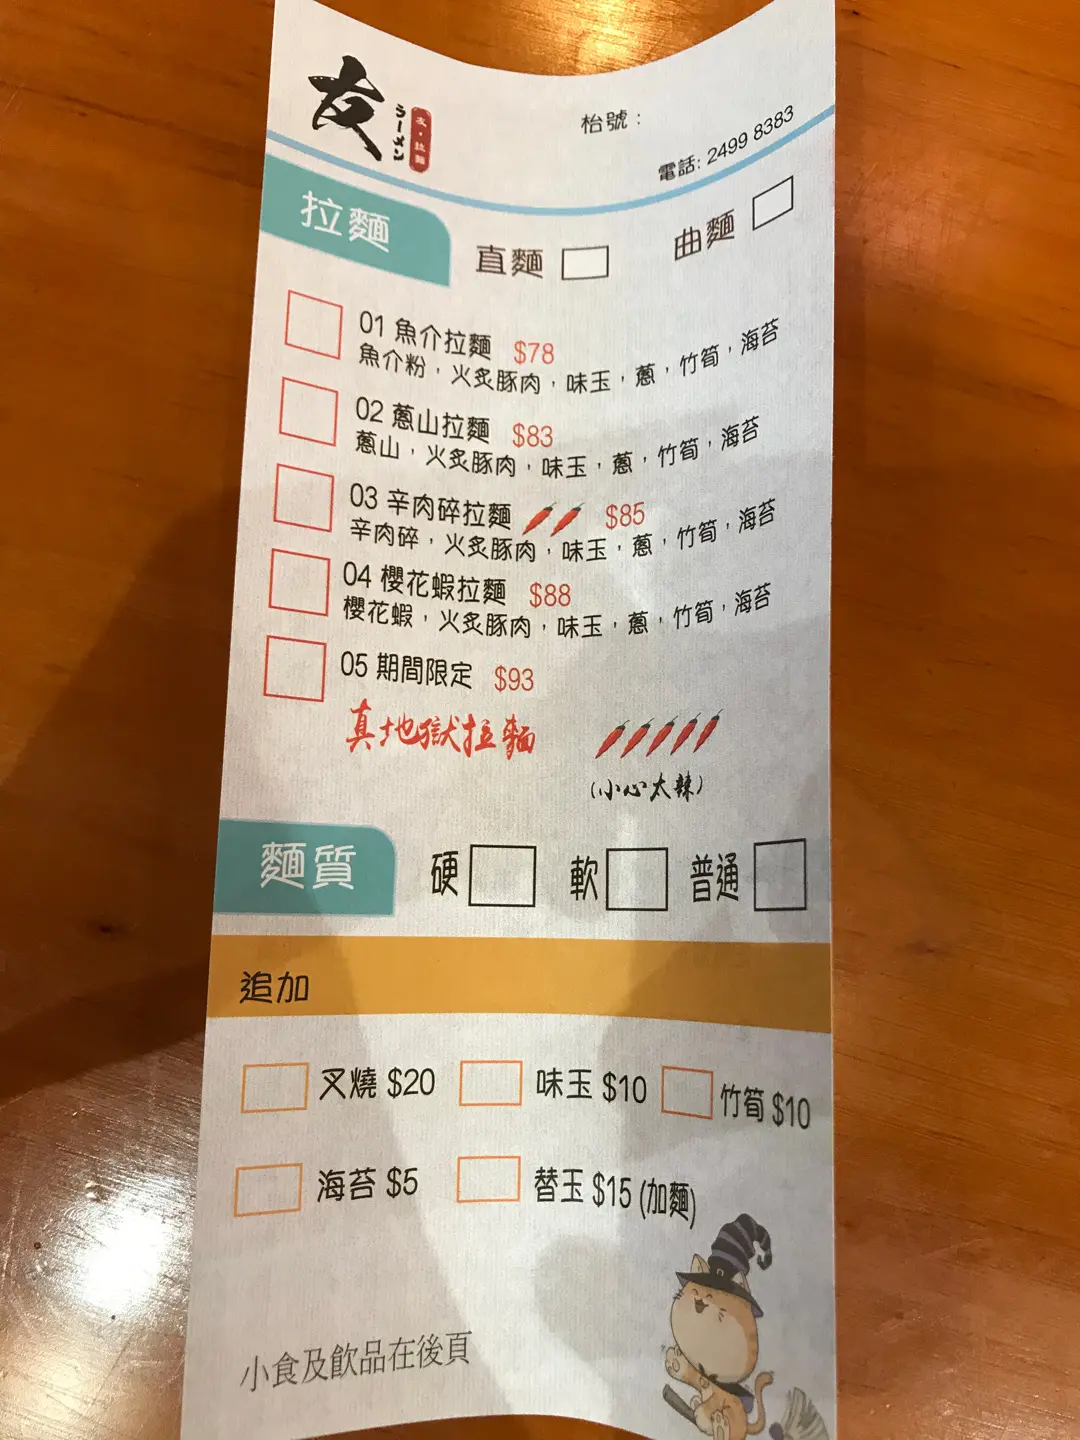 友
ラーメン
友・拉麵
枱號：
電話: 2499 8383
拉麵
直麵
曲麵
01 魚介拉麵 $78
魚介粉，火炙豚肉，味玉，蔥，竹筍，海苔
02 蔥山拉麵 $83
蔥山，火炙豚肉，味玉，蔥，竹筍，海苔
03 辛肉碎拉麵 $85
辛肉碎，火炙豚肉，味玉，蔥，竹筍，海苔
04 櫻花蝦拉麵 $88
櫻花蝦，火炙豚肉，味玉，蔥，竹筍，海苔
05 期間限定 $93
真地獄拉麵
(小心太辣)
麵質 硬 軟 普通
追加
叉燒 $20 味玉 $10 竹筍 $10
海苔 $5 替玉 $15 (加麵)
小食及飲品在後頁